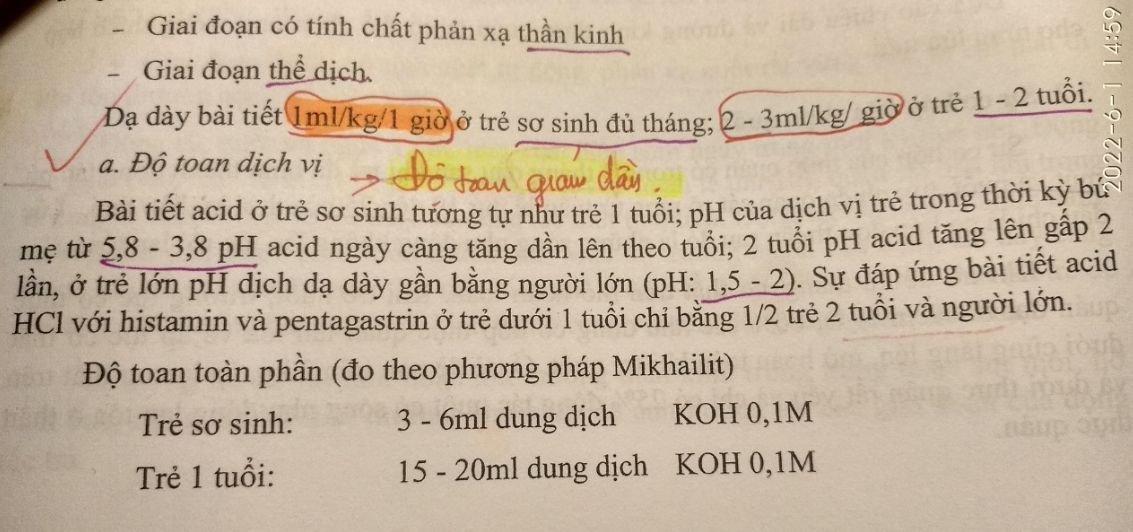 - Giai đoạn có tính chất phản xạ thần kinh
- Giai đoạn thể dịch.
Dạ dày bài tiết 1ml/kg/1 giờ ở trẻ sơ sinh đủ tháng; 2 - 3ml/kg/ giờ ở trẻ 1 - 2 tuổi.
a. Độ toan dịch vị
→ Độ toan giảm dần.
Bài tiết acid ở trẻ sơ sinh tương tự như trẻ 1 tuổi; pH của dịch vị trẻ trong thời kỳ bú
mẹ từ 5,8 - 3,8 pH acid ngày càng tăng dần lên theo tuổi; 2 tuổi pH acid tăng lên gấp 2
lần, ở trẻ lớn pH dịch dạ dày gần bằng người lớn (pH: 1,5 - 2). Sự đáp ứng bài tiết acid
HCl với histamin và pentagastrin ở trẻ dưới 1 tuổi chỉ bằng 1/2 trẻ 2 tuổi và người lớn.
Độ toan toàn phần (đo theo phương pháp Mikhailit)
Trẻ sơ sinh: 3 - 6ml dung dịch KOH 0,1M
Trẻ 1 tuổi: 15 - 20ml dung dịch KOH 0,1M
2022-6-1 14:59